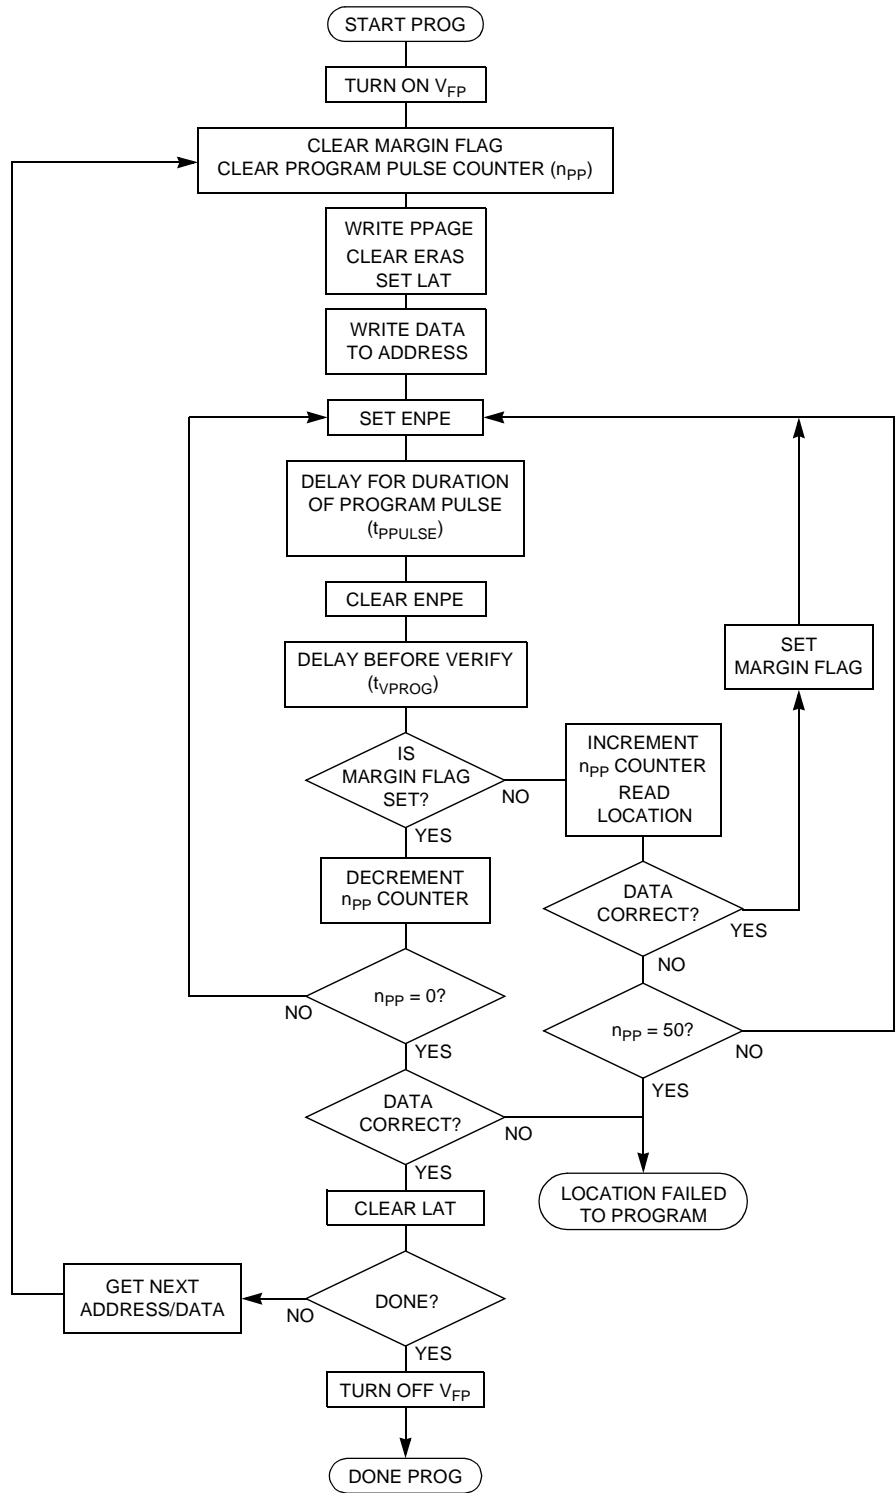 START PROG
TURN ON VFP
CLEAR MARGIN FLAG
CLEAR PROGRAM PULSE COUNTER (nPP)
WRITE PPAGE
CLEAR ERAS
SET LAT
WRITE DATA
TO ADDRESS
SET ENPE
DELAY FOR DURATION
OF PROGRAM PULSE
(tPPULSE)
CLEAR ENPE
DELAY BEFORE VERIFY
(tVPROG)
SET
MARGIN FLAG
IS
MARGIN FLAG
SET?
NO
YES
INCREMENT
nPP COUNTER
READ
LOCATION
DECREMENT
nPP COUNTER
DATA
CORRECT?
YES
NO
nPP = 0?
NO
YES
nPP = 50?
NO
YES
DATA
CORRECT?
NO
YES
LOCATION FAILED
TO PROGRAM
CLEAR LAT
GET NEXT
ADDRESS/DATA
NO
DONE?
YES
TURN OFF VFP
DONE PROG